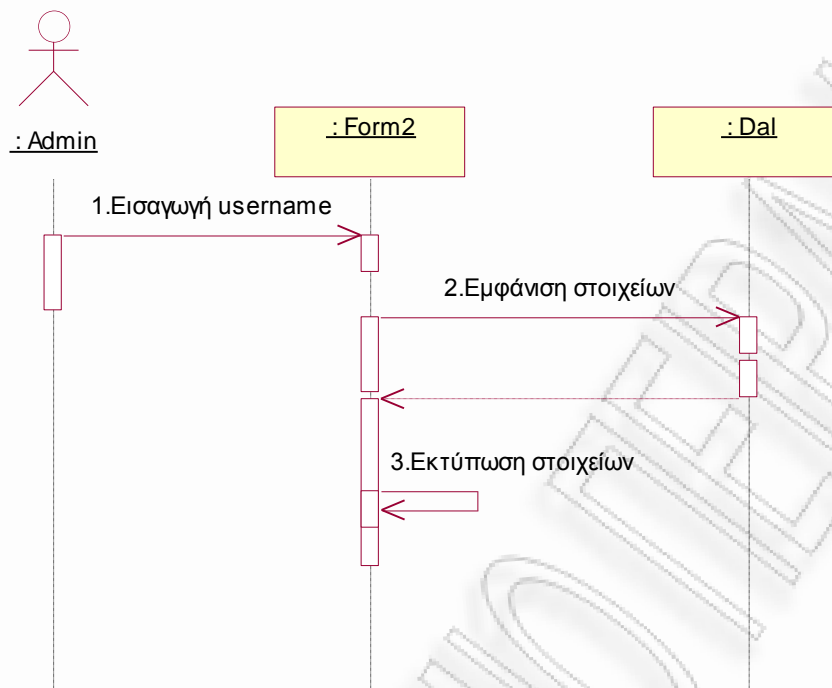 : Admin
: Form2
: Dal
1.Εισαγωγή username
2.Εμφάνιση στοιχείων
3.Εκτύπωση στοιχείων